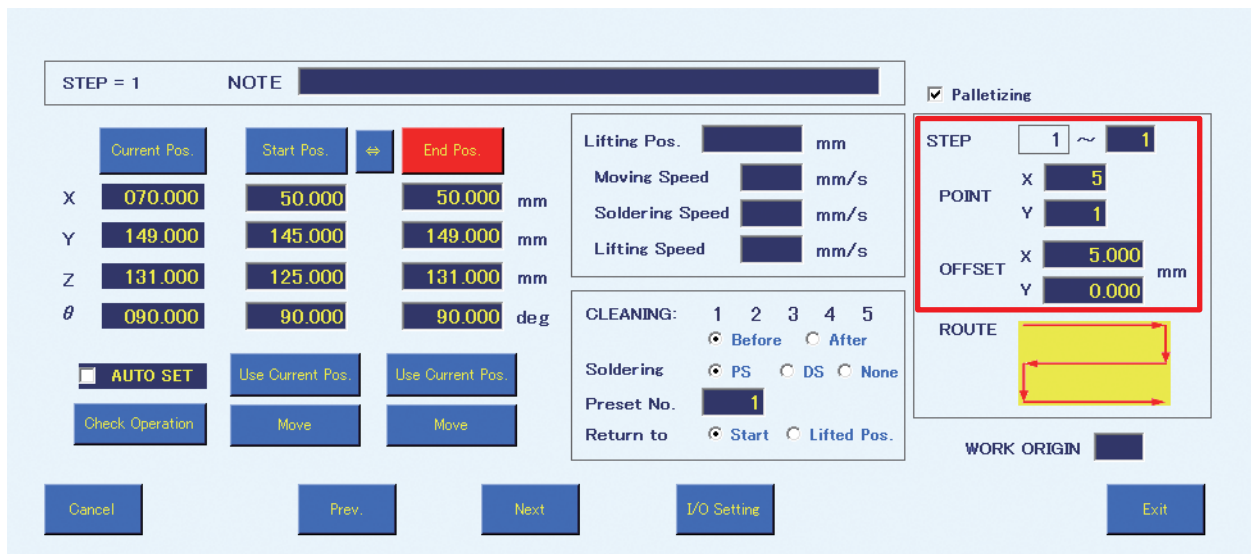 STEP = 1 NOTE
Palletizing
Current Pos. Start Pos. ⇔ End Pos.
X 070.000 50.000 50.000 mm
Y 149.000 145.000 149.000 mm
Z 131.000 125.000 131.000 mm
θ 090.000 90.000 90.000 deg
AUTO SET Use Current Pos. Use Current Pos.
Check Operation Move Move
Lifting Pos. mm
Moving Speed mm/s
Soldering Speed mm/s
Lifting Speed mm/s
CLEANING: 1 2 3 4 5
Before After
Soldering PS DS None
Preset No. 1
Return to Start Lifted Pos.
STEP 1 ~ 1
POINT X 5
Y 1
OFFSET X 5.000 mm
Y 0.000
ROUTE
WORK ORIGIN
Cancel Prev. Next I/O Setting Exit